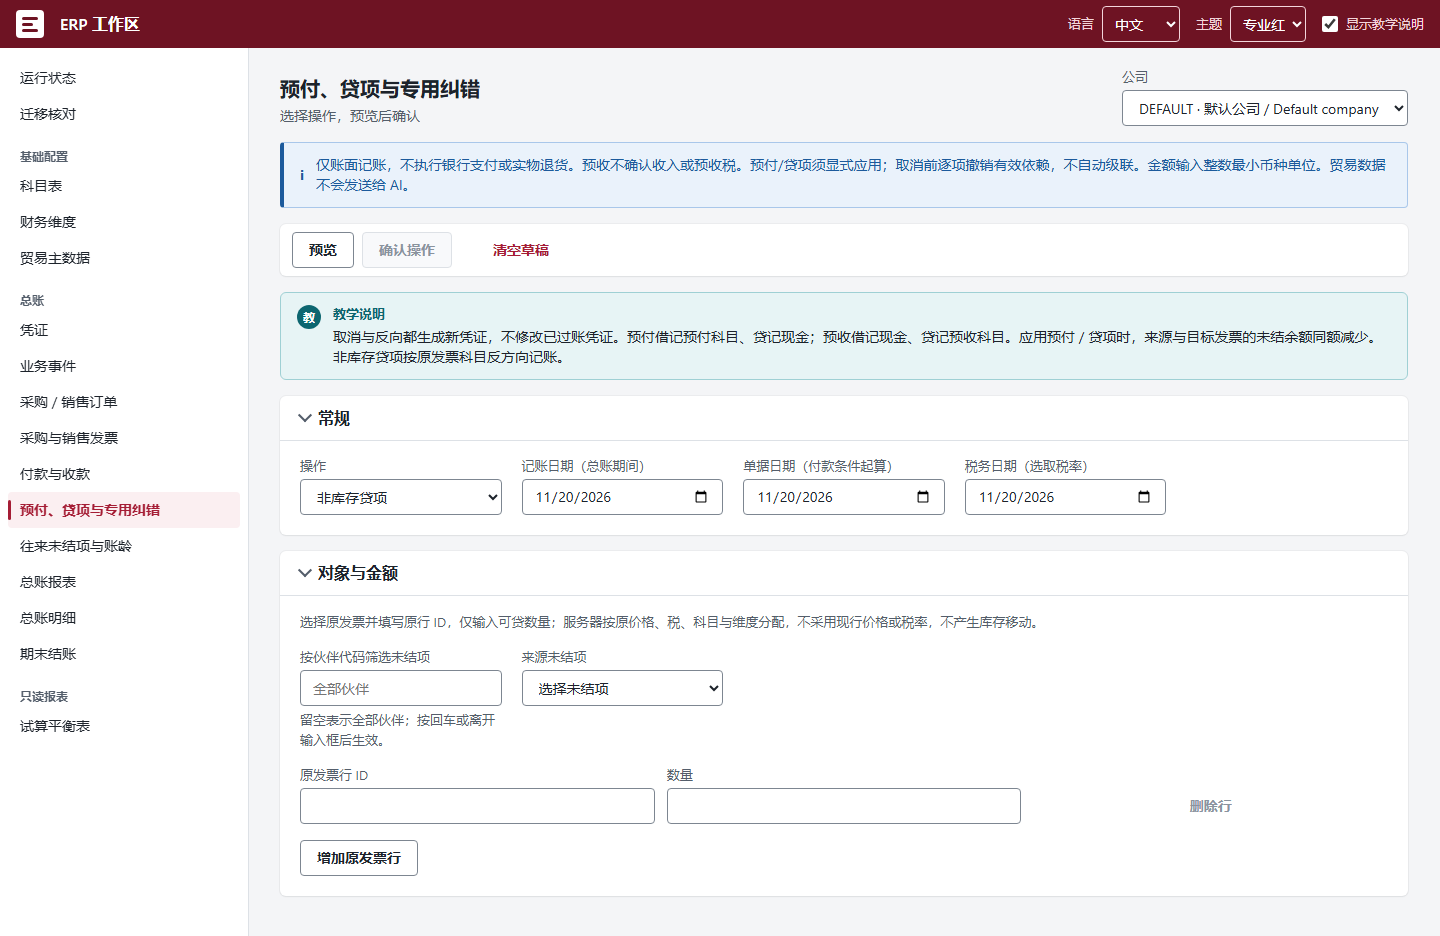 ERP 工作区
语言
中文
主题
专业红
显示教学说明
运行状态
迁移核对
基础配置
科目表
财务维度
贸易主数据
总账
凭证
业务事件
采购 / 销售订单
采购与销售发票
付款与收款
预付、贷项与专用纠错
往来未结项与账龄
总账报表
总账明细
期末结账
只读报表
试算平衡表
预付、贷项与专用纠错
选择操作，预览后确认
公司
DEFAULT · 默认公司 / Default company
i
仅账面记账，不执行银行支付或实物退货。预收不确认收入或预收税。预付/贷项须显式应用；取消前逐项撤销有效依赖，不自动级联。金额输入整数最小币种单位。贸易数据
不会发送给 AI。
预览
确认操作
清空草稿
教
教学说明
取消与反向都生成新凭证，不修改已过账凭证。预付借记预付科目、贷记现金；预收借记现金、贷记预收科目。应用预付 / 贷项时，来源与目标发票的未结余额同额减少。
非库存贷项按原发票科目反方向记账。
常规
操作
记账日期（总账期间）
单据日期（付款条件起算）
税务日期（选取税率）
非库存贷项
11/20/2026
11/20/2026
11/20/2026
对象与金额
选择原发票并填写原行 ID，仅输入可贷数量；服务器按原价格、税、科目与维度分配，不采用现行价格或税率，不产生库存移动。
按伙伴代码筛选未结项
来源未结项
全部伙伴
选择未结项
留空表示全部伙伴；按回车或离开
输入框后生效。
原发票行 ID
数量
删除行
增加原发票行